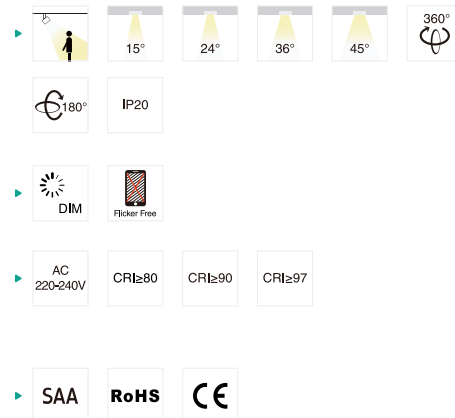 15° 24° 36° 45° 360°
180° IP20
DIM Flicker Free
AC
220-240V CRI≥80 CRI≥90 CRI≥97
SAA RoHS CE